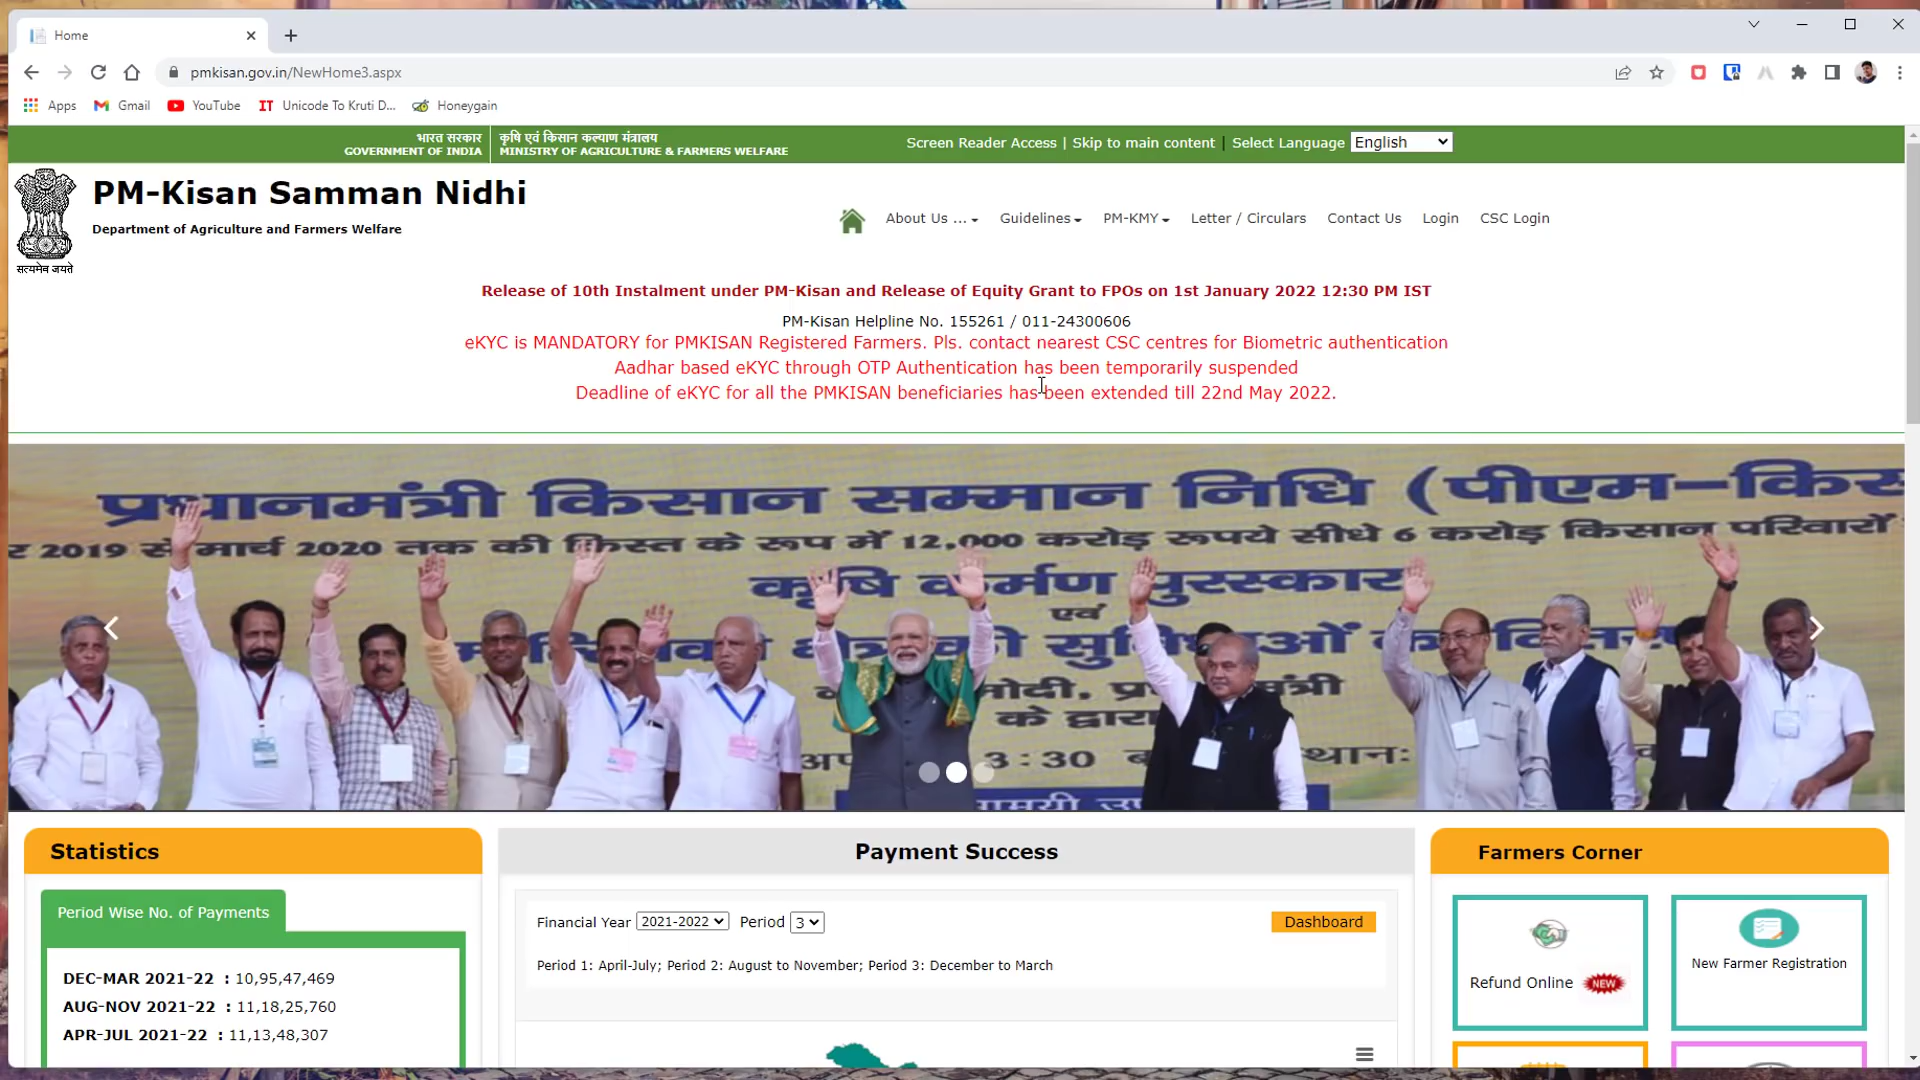 Home
pmkisan.gov.in/NewHome3.aspx
Apps
Gmail
YouTube
IT Unicode To Kruti D...
Honeygain
भारत सरकार
GOVERNMENT OF INDIA
कृषि एवं किसान कल्याण मंत्रालय
MINISTRY OF AGRICULTURE & FARMERS WELFARE
Screen Reader Access | Skip to main content | Select Language English
सत्यमेव जयते
PM-Kisan Samman Nidhi
Department of Agriculture and Farmers Welfare
About Us ...
Guidelines
PM-KMY
Letter / Circulars
Contact Us
Login
CSC Login
Release of 10th Instalment under PM-Kisan and Release of Equity Grant to FPOs on 1st January 2022 12:30 PM IST
PM-Kisan Helpline No. 155261 / 011-24300606
eKYC is MANDATORY for PMKISAN Registered Farmers. Pls. contact nearest CSC centres for Biometric authentication
Aadhar based eKYC through OTP Authentication has been temporarily suspended
Deadline of eKYC for all the PMKISAN beneficiaries has been extended till 22nd May 2022.
प्रधानमंत्री किसान सम्मान निधि (पीएम-किस
र 2019 से मार्च 2020 तक की किस्त के रूप में 12,000 करोड़ रूपये सीधे 6 करोड़ किसान परिवारों
कृषि कर्मण पुरस्कार
एवं
की सुविधाओं का वितर
मोदी, प्रधानमंत्री
के द्वारा
3:30
स्थान:
Statistics
Period Wise No. of Payments
DEC-MAR 2021-22 : 10,95,47,469
AUG-NOV 2021-22 : 11,18,25,760
APR-JUL 2021-22 : 11,13,48,307
Payment Success
Financial Year 2021-2022 Period 3
Dashboard
Period 1: April-July; Period 2: August to November; Period 3: December to March
Farmers Corner
Refund Online NEW
New Farmer Registration